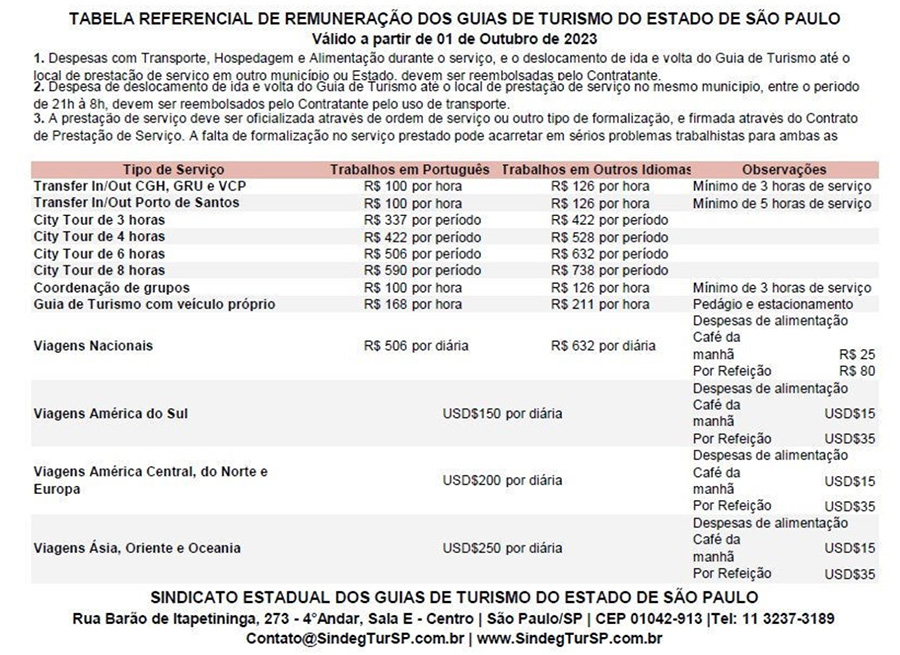 TABELA REFERENCIAL DE REMUNERAÇÃO DOS GUIAS DE TURISMO DO ESTADO DE SÃO PAULO
Válido a partir de 01 de Outubro de 2023
1. Despesas com Transporte, Hospedagem e Alimentação durante o serviço, e o deslocamento de ida e volta do Guia de Turismo até o
local de prestação de serviço em outro município ou Estado, devem ser reembolsadas pelo Contratante.
2. Despesa de deslocamento de ida e volta do Guia de Turismo até o local de prestação de serviço no mesmo municipio, entre o periodo
de 21h à 8h, devem ser reembolsados pelo Contratante pelo uso de transporte.
3. A prestação de serviço deve ser oficializada através de ordem de serviço ou outro tipo de formalização, e firmada através do Contrato
de Prestação de Serviço. A falta de formalização no serviço prestado pode acarretar em sérios problemas trabalhistas para ambas as
Tipo de Serviço Trabalhos em Português Trabalhos em Outros Idiomas Observações
Transfer In/Out CGH, GRU e VCP R$ 100 por hora R$ 126 por hora Mínimo de 3 horas de serviço
Transfer In/Out Porto de Santos R$ 100 por hora R$ 126 por hora Mínimo de 5 horas de serviço
City Tour de 3 horas R$ 337 por período R$ 422 por período
City Tour de 4 horas R$ 422 por período R$ 528 por período
City Tour de 6 horas R$ 506 por período R$ 632 por período
City Tour de 8 horas R$ 590 por período R$ 738 por período
Coordenação de grupos R$ 100 por hora R$ 126 por hora Mínimo de 3 horas de serviço
Guia de Turismo com veículo próprio R$ 168 por hora R$ 211 por hora Pedágio e estacionamento
Despesas de alimentação
Café da
Viagens Nacionais R$ 506 por diária R$ 632 por diária
manhã R$ 25
Por Refeição R$ 80
Despesas de alimentação
Café da
Viagens América do Sul USD$150 por diária USD$15
manhã
Por Refeição USD$35
Despesas de alimentação
Viagens América Central, do Norte e Café da
USD$200 por diária USD$15
Europa manhã
Por Refeição USD$35
Despesas de alimentação
Café da
Viagens Ásia, Oriente e Oceania USD$250 por diária USD$15
manhã
Por Refeição USD$35
SINDICATO ESTADUAL DOS GUIAS DE TURISMO DO ESTADO DE SÃO PAULO
Rua Barão de Itapetininga, 273 - 4°Andar, Sala E - Centro | São Paulo/SP | CEP 01042-913 |Tel: 11 3237-3189
Contato@SindegTurSP.com.br | www.SindegTurSP.com.br